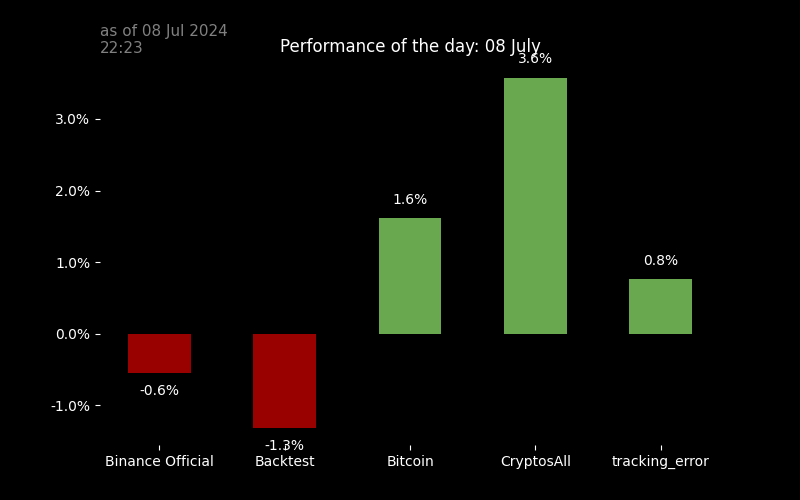 as of 08 Jul 2024
22:23
Performance of the day: 08 July
3.6%
3.0%
2.0%
1.6%
1.0%
0.8%
0.0%
-0.6%
-1.0%
-1.3%
Binance Official
Backtest
Bitcoin
CryptosAll
tracking_error